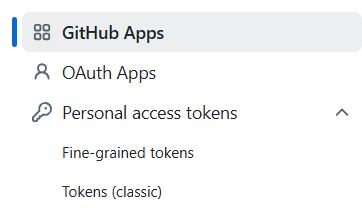 GitHub Apps
OAuth Apps
Personal access tokens
Fine-grained tokens
Tokens (classic)